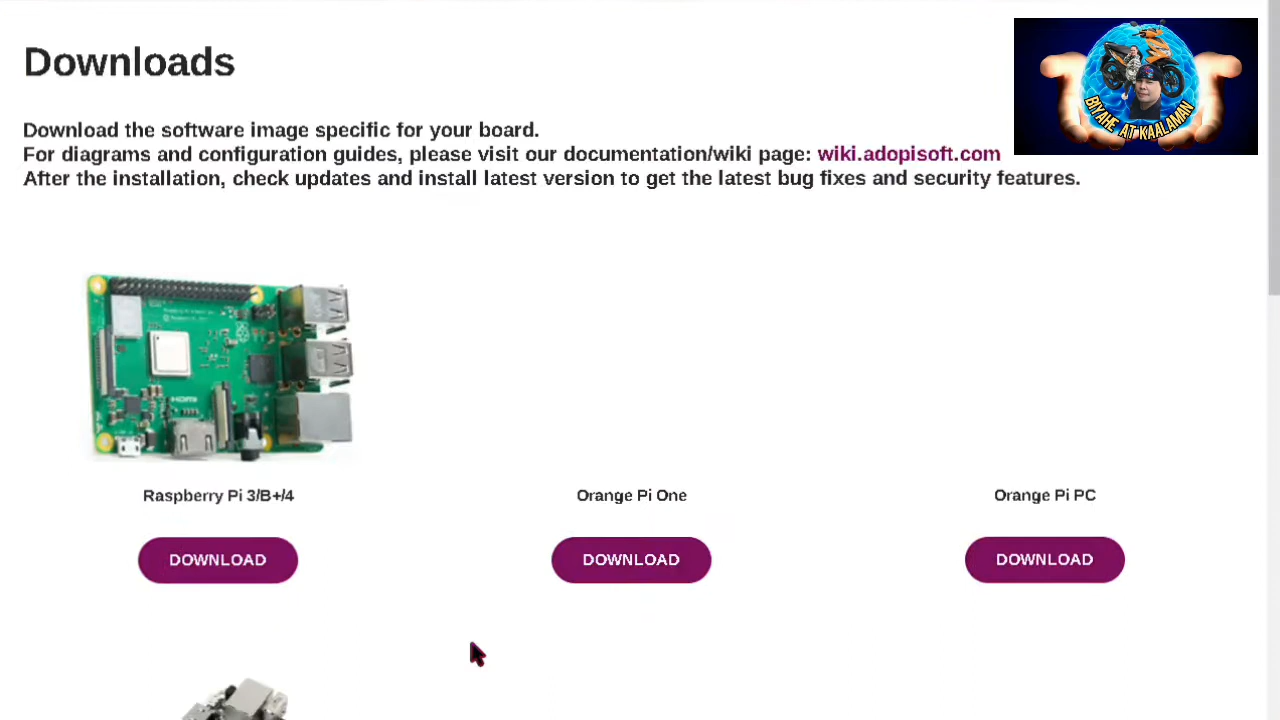 Downloads
BIYAHE AT KAALAMAN
Download the software image specific for your board.
For diagrams and configuration guides, please visit our documentation/wiki page: wiki.adopisoft.com
After the installation, check updates and install latest version to get the latest bug fixes and security features.
HDMI
Raspberry Pi 3/B+/4
Orange Pi One
Orange Pi PC
DOWNLOAD
DOWNLOAD
DOWNLOAD